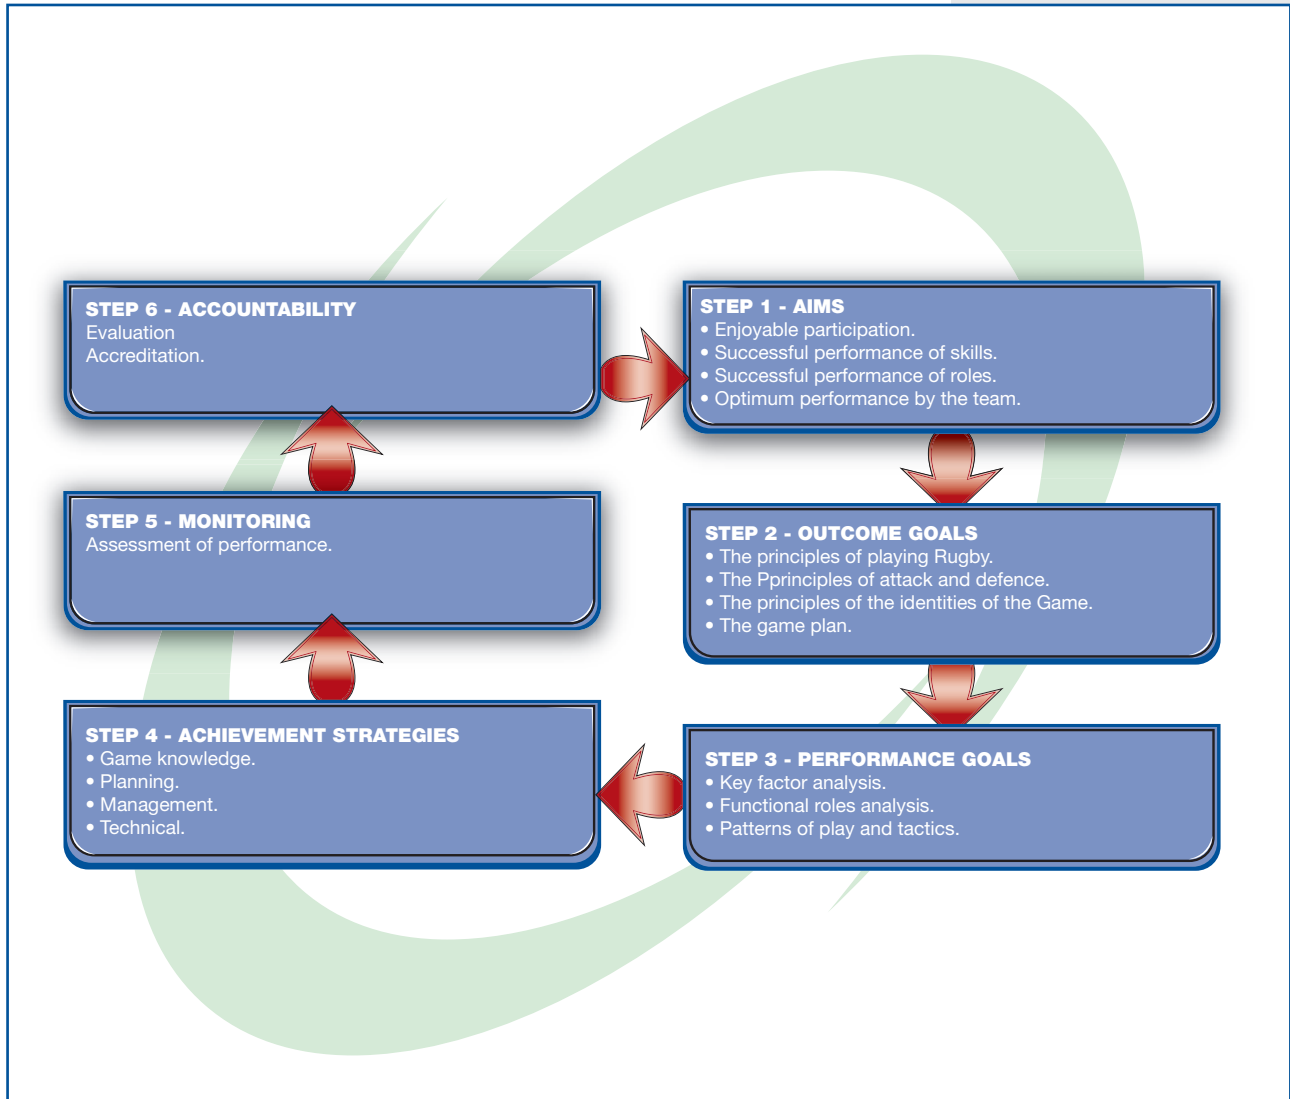 STEP 6 - ACCOUNTABILITY
Evaluation
Accreditation.
STEP 1 - AIMS
• Enjoyable participation.
• Successful performance of skills.
• Successful performance of roles.
• Optimum performance by the team.
STEP 5 - MONITORING
Assessment of performance.
STEP 2 - OUTCOME GOALS
• The principles of playing Rugby.
• The Pprinciples of attack and defence.
• The principles of the identities of the Game.
• The game plan.
STEP 4 - ACHIEVEMENT STRATEGIES
• Game knowledge.
• Planning.
• Management.
• Technical.
STEP 3 - PERFORMANCE GOALS
• Key factor analysis.
• Functional roles analysis.
• Patterns of play and tactics.